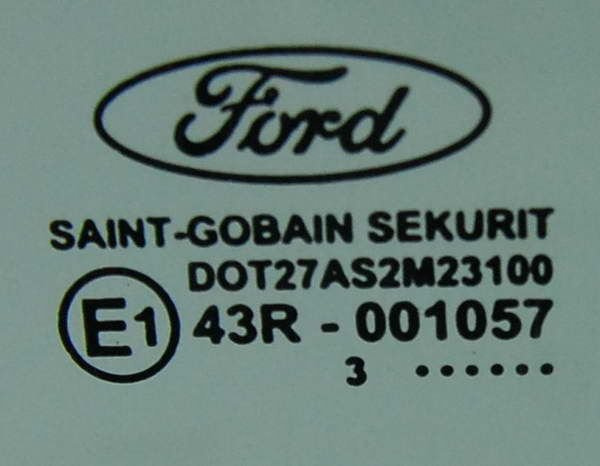 Ford
SAINT-GOBAIN SEKURIT
DOT27AS2M23100
E1 43R - 001057
3 ......